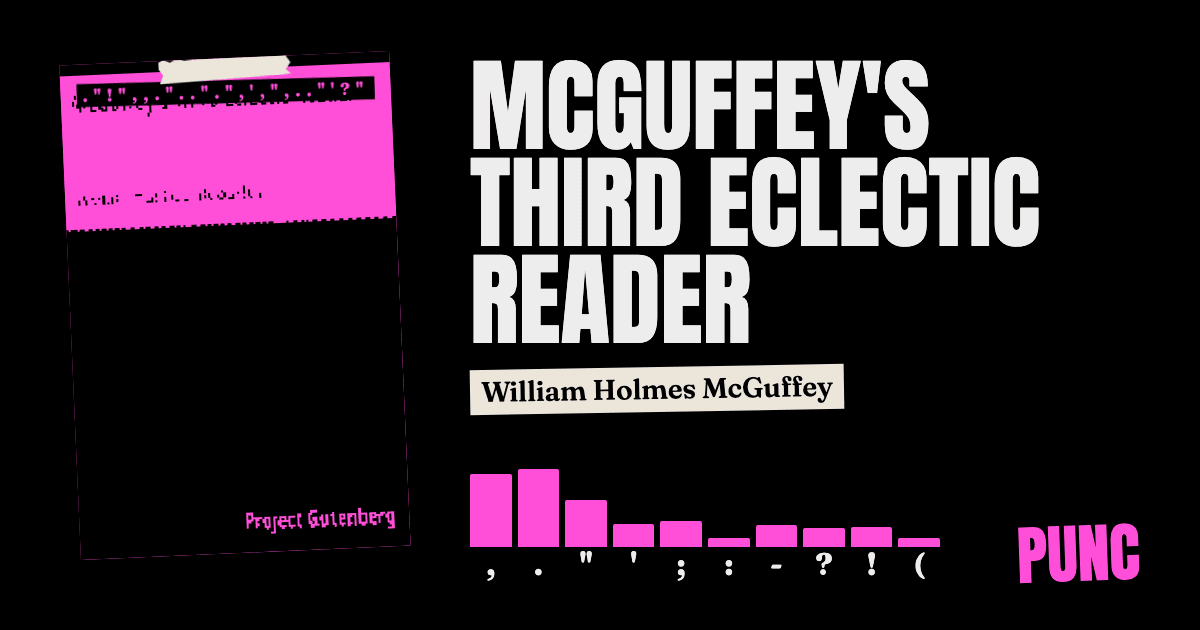 ."!",,."..".",',",.."'?"
Project Gutenberg
MCGUFFEY'S
THIRD ECLECTIC
READER
William Holmes McGuffey
, . " ' ; : - ? ! (
PUNC